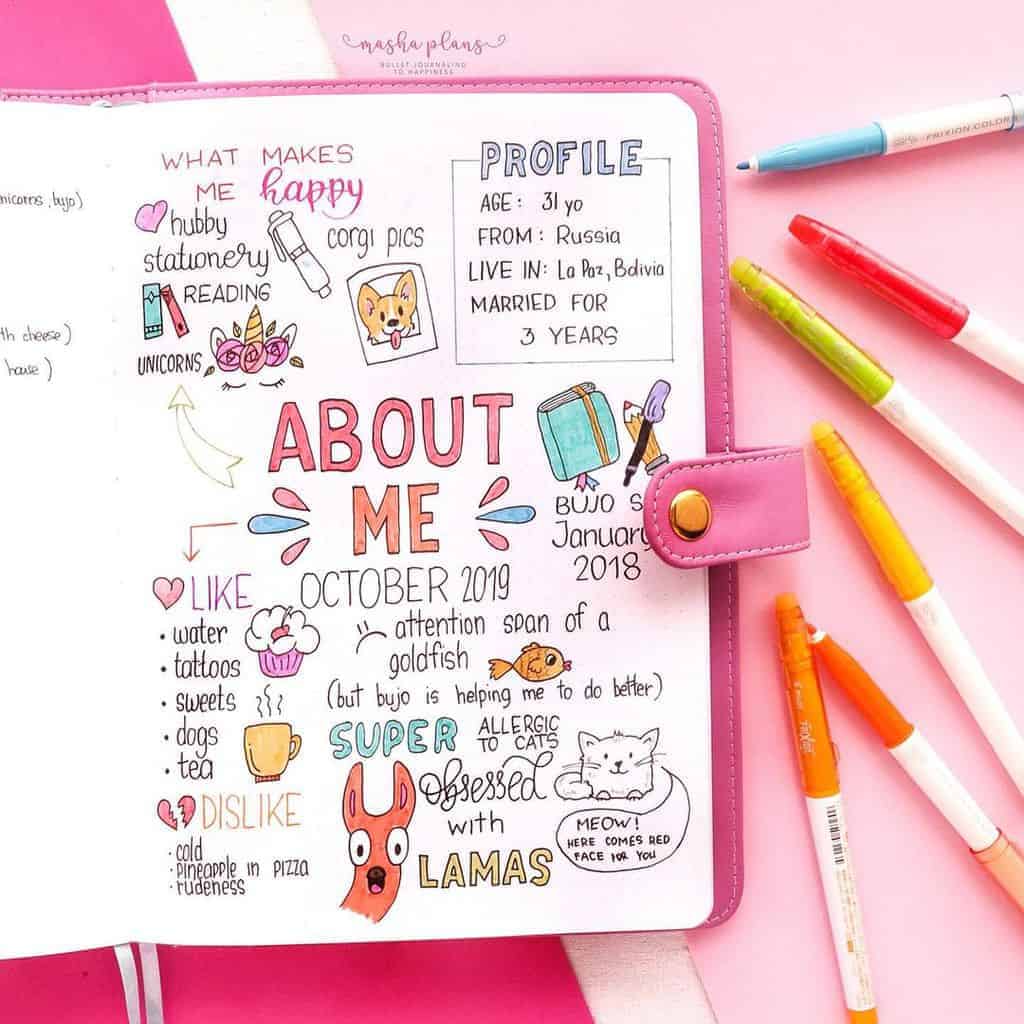 masha plans
BULLET JOURNALING
TO HAPPINESS
nicorns, bujo)
th cheese)
house)
WHAT MAKES
ME happy
hubby
stationery
READING
UNICORNS
corgi pics
PROFILE
AGE: 31 yo
FROM: Russia
LIVE IN: La Paz, Bolivia
MARRIED FOR
3 YEARS
ABOUT
ME
BUJO S
January
2018
OCTOBER 2019
LIKE
• water
• tattoos
• sweets
• dogs
• tea
DISLIKE
• cold
• pineapple in pizza
• rudeness
attention span of a
goldfish
(but bujo is helping me to do better)
SUPER ALLERGIC
TO CATS
obsessed
with
LAMAS
MEOW!
HERE COMES RED
FACE FOR YOU
FRIXION COLORS